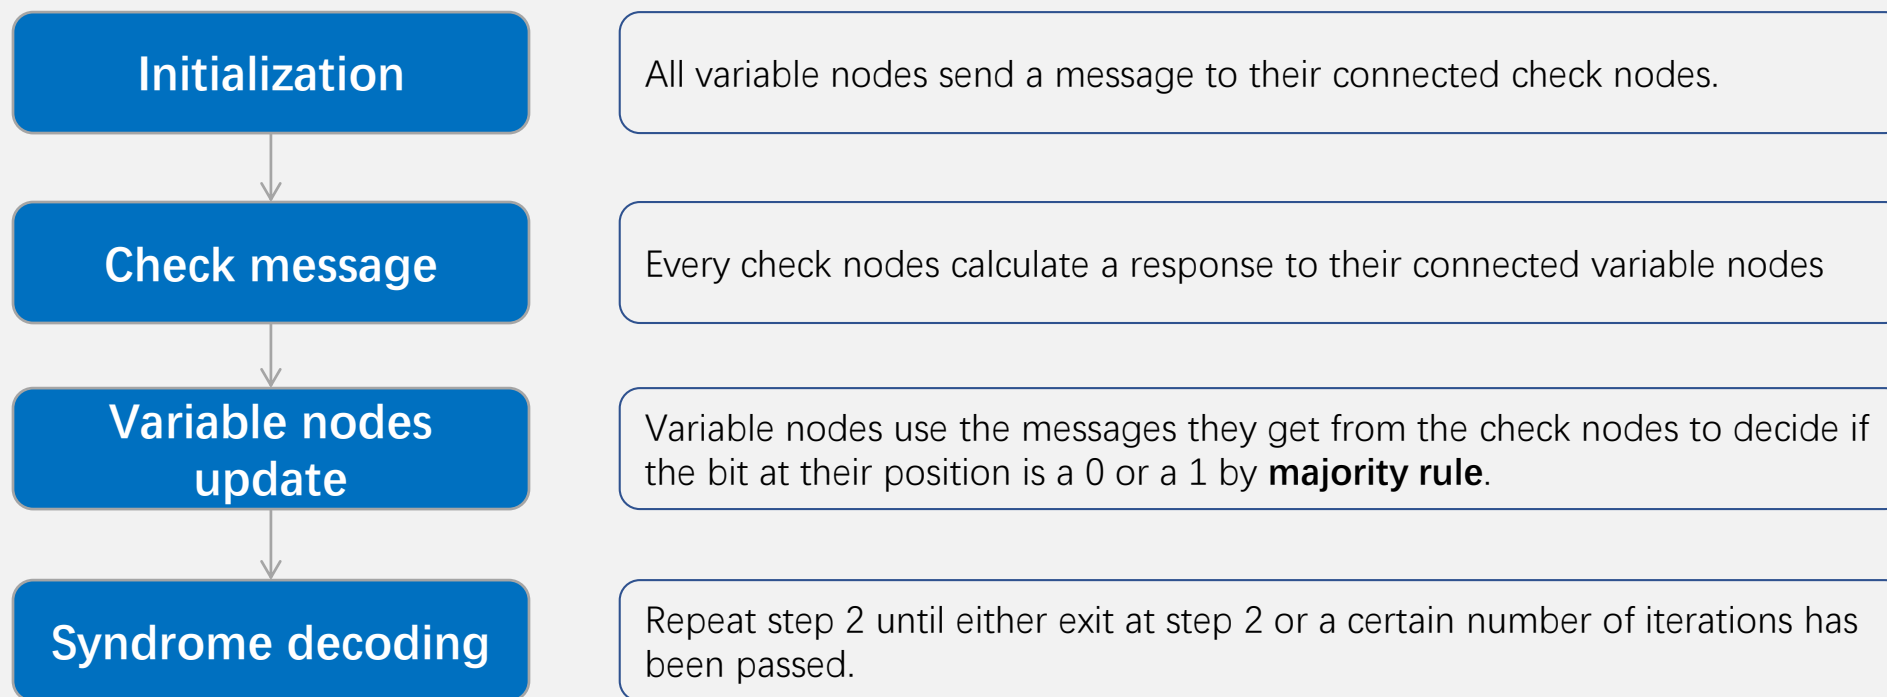 Initialization
All variable nodes send a message to their connected check nodes.
Check message
Every check nodes calculate a response to their connected variable nodes
Variable nodes
update
Variable nodes use the messages they get from the check nodes to decide if
the bit at their position is a 0 or a 1 by majority rule.
Syndrome decoding
Repeat step 2 until either exit at step 2 or a certain number of iterations has
been passed.